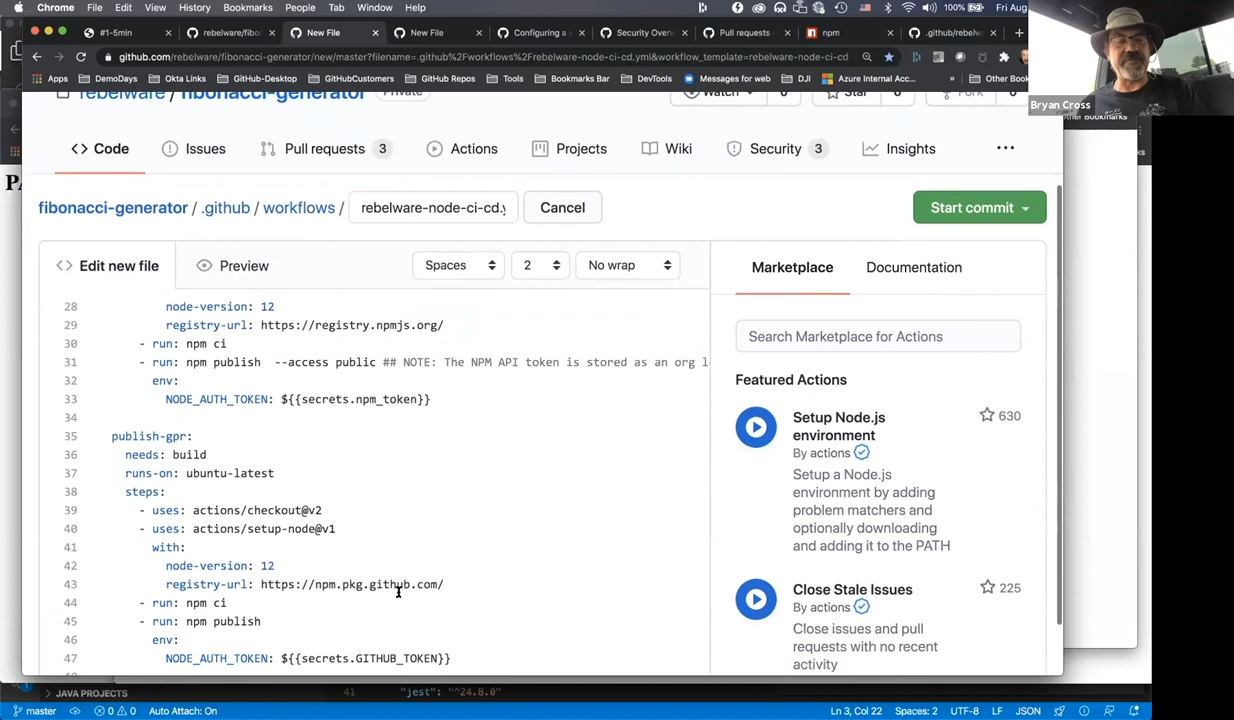 Chrome File Edit View History Bookmarks People Tab Window Help 100% Fri Aug
#1-5min rebelware/fibon New File New File Configuring a Security Overv Pull requests npm .github/rebelwa
github.com/rebelware/fibonacci-generator/new/master?filename=.github%2Fworkflows%2Frebelware-node-ci-cd.yml&workflow_template=rebelware-node-ci-cd
Apps DemoDays Okta Links GitHub-Desktop GitHubCustomers GitHub Repos Tools Bookmarks Bar DevTools Messages for web DJI Azure Internal Acc... » Other Book
Bryan Cross
Other Bookmarks
rebelware / fibonacci-generator Private Watch 0 Star 0 Fork 0
Code Issues Pull requests 3 Actions Projects Wiki Security 3 Insights ...
fibonacci-generator / .github / workflows / rebelware-node-ci-cd.y Cancel Start commit
Edit new file Preview Spaces 2 No wrap
Marketplace Documentation
28 node-version: 12
29 registry-url: https://registry.npmjs.org/
30 - run: npm ci
31 - run: npm publish --access public ## NOTE: The NPM API token is stored as an org l
32 env:
33 NODE_AUTH_TOKEN: ${{secrets.npm_token}}
34
35 publish-gpr:
36 needs: build
37 runs-on: ubuntu-latest
38 steps:
39 - uses: actions/checkout@v2
40 - uses: actions/setup-node@v1
41 with:
42 node-version: 12
43 registry-url: https://npm.pkg.github.com/
44 - run: npm ci
45 - run: npm publish
46 env:
47 NODE_AUTH_TOKEN: ${{secrets.GITHUB_TOKEN}}
Search Marketplace for Actions
Featured Actions
Setup Node.js 630
environment
By actions
Setup a Node.js
environment by adding
problem matchers and
optionally downloading
and adding it to the PATH
Close Stale Issues 225
By actions
Close issues and pull
requests with no recent
activity
JAVA PROJECTS 41 "jest": "^24.8.0"
master 0 0 Auto Attach: On Ln 3, Col 22 Spaces: 2 UTF-8 LF JSON